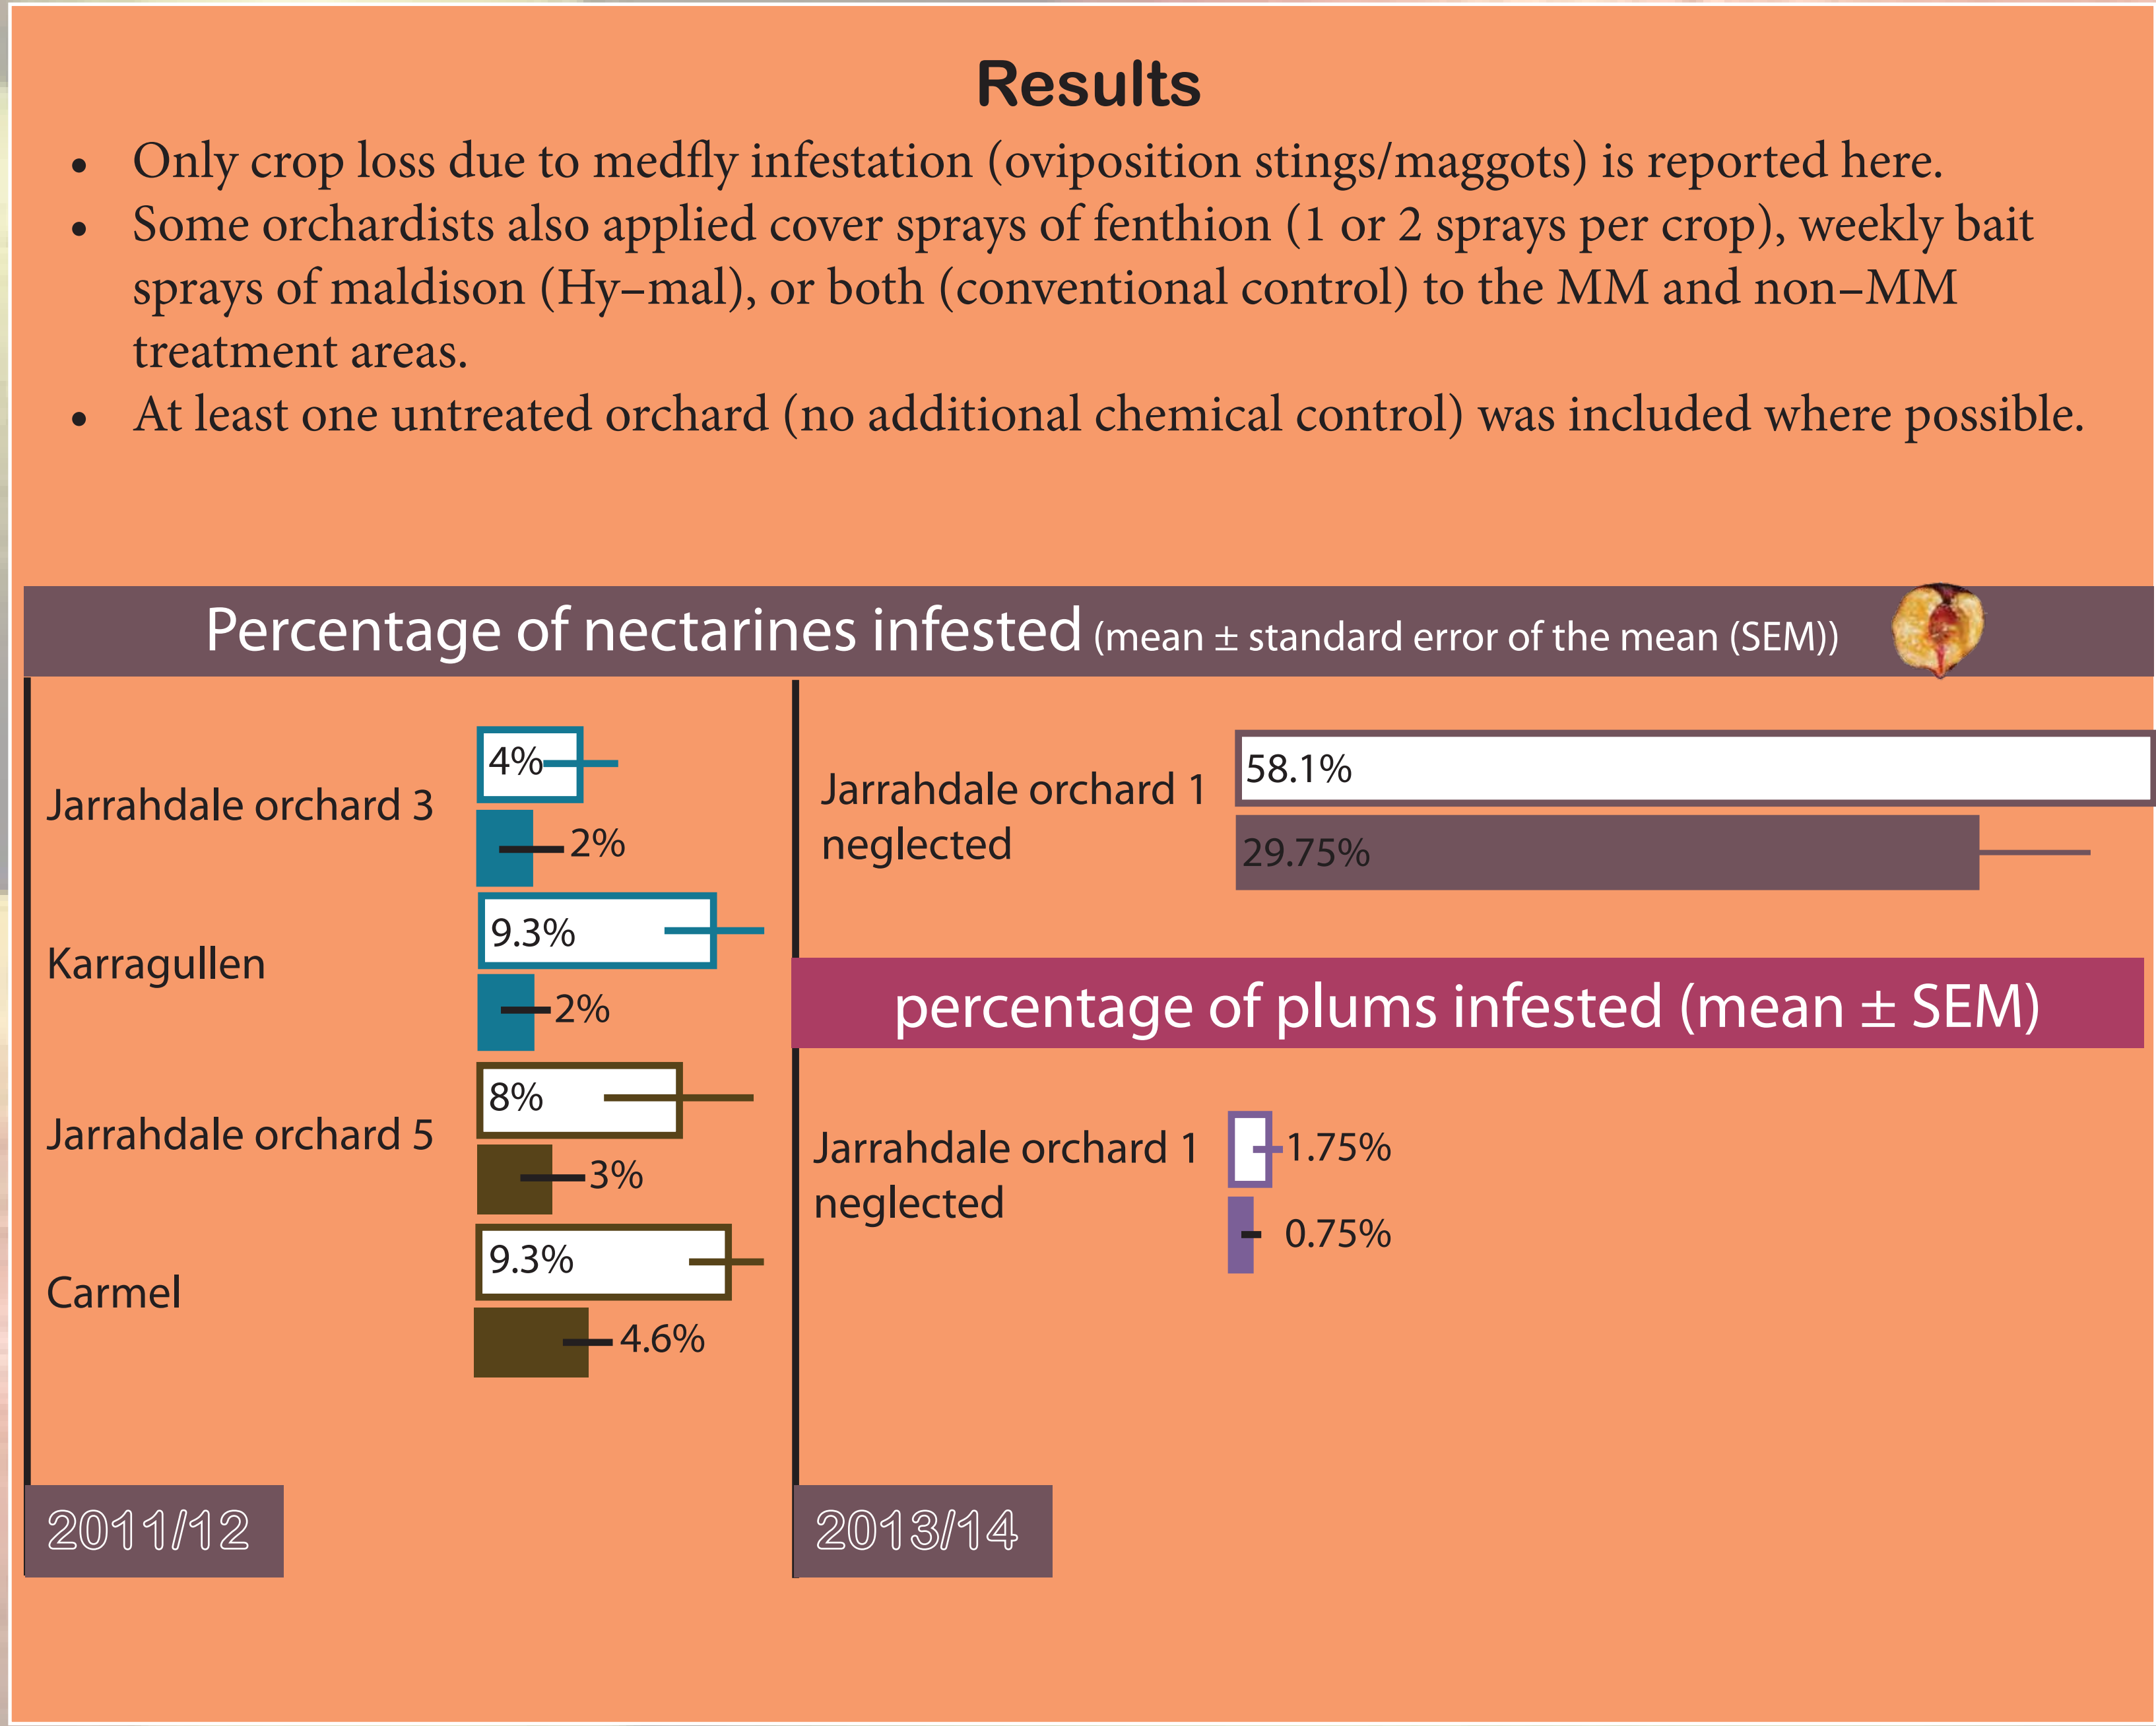 Results
• Only crop loss due to medfly infestation (oviposition stings/maggots) is reported here.
• Some orchardists also applied cover sprays of fenthion (1 or 2 sprays per crop), weekly bait
sprays of maldison (Hy–mal), or both (conventional control) to the MM and non–MM
treatment areas.
• At least one untreated orchard (no additional chemical control) was included where possible.
Percentage of nectarines infested (mean ± standard error of the mean (SEM))
Jarrahdale orchard 3
4%
2%
Karragullen
9.3%
2%
Jarrahdale orchard 5
8%
3%
Carmel
9.3%
4.6%
2011/12
Jarrahdale orchard 1
neglected
58.1%
29.75%
percentage of plums infested (mean ± SEM)
Jarrahdale orchard 1
neglected
1.75%
0.75%
2013/14